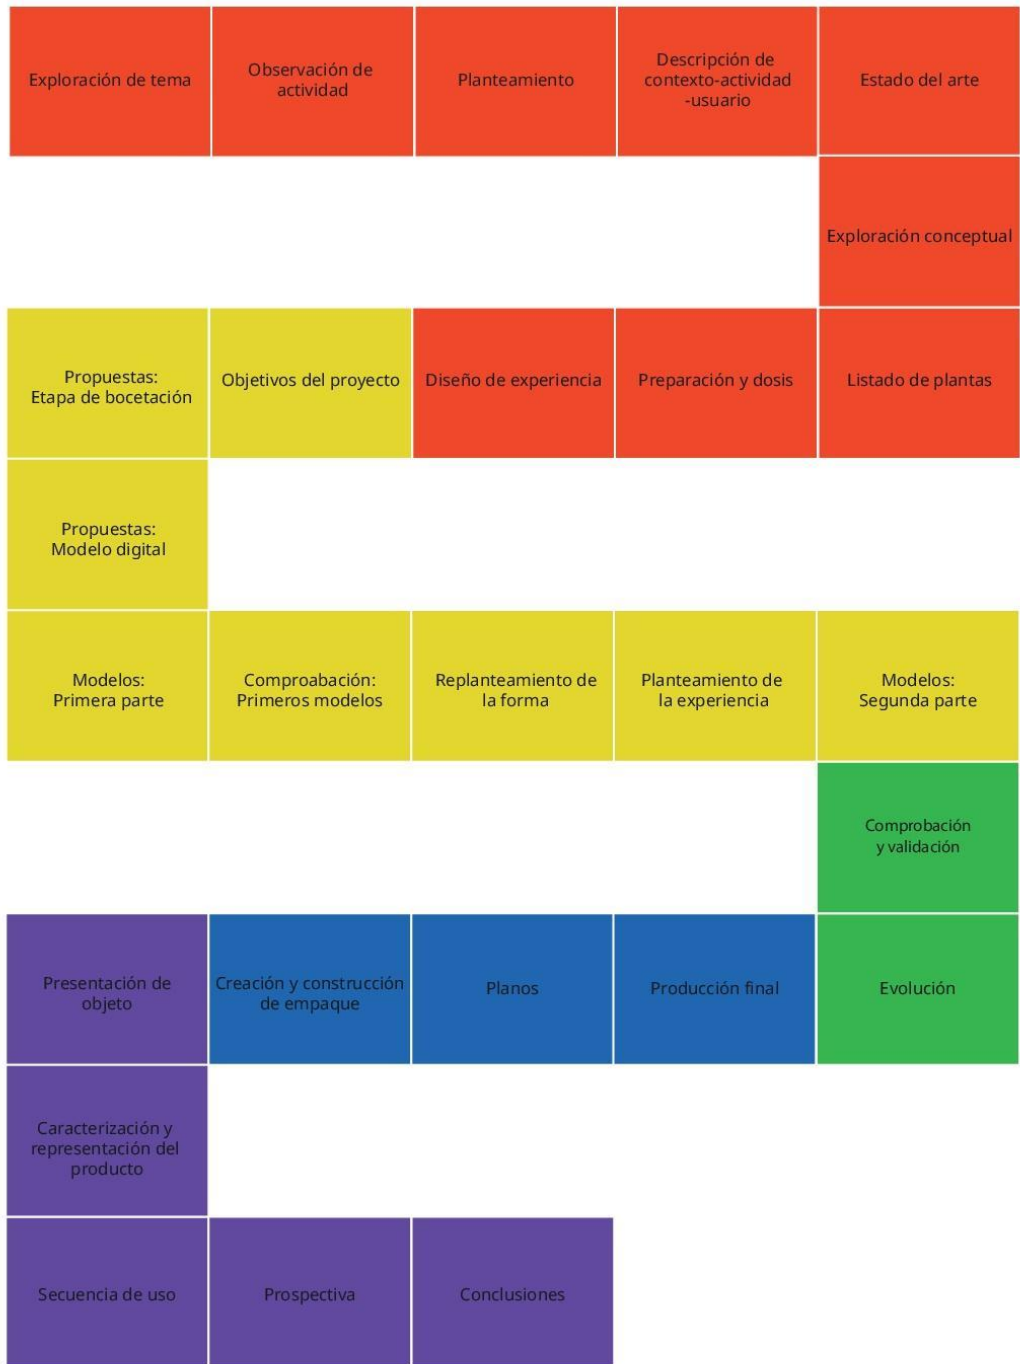 Exploración de tema
Observación de
actividad
Planteamiento
Descripción de
contexto-actividad
-usuario
Estado del arte
Exploración conceptual
Propuestas:
Etapa de bocetación
Objetivos del proyecto
Diseño de experiencia
Preparación y dosis
Listado de plantas
Propuestas:
Modelo digital
Modelos:
Primera parte
Comproabación:
Primeros modelos
Replanteamiento de
la forma
Planteamiento de
la experiencia
Modelos:
Segunda parte
Comprobación
y validación
Presentación de
objeto
Creación y construcción
de empaque
Planos
Producción final
Evolución
Caracterización y
representación del
producto
Secuencia de uso
Prospectiva
Conclusiones